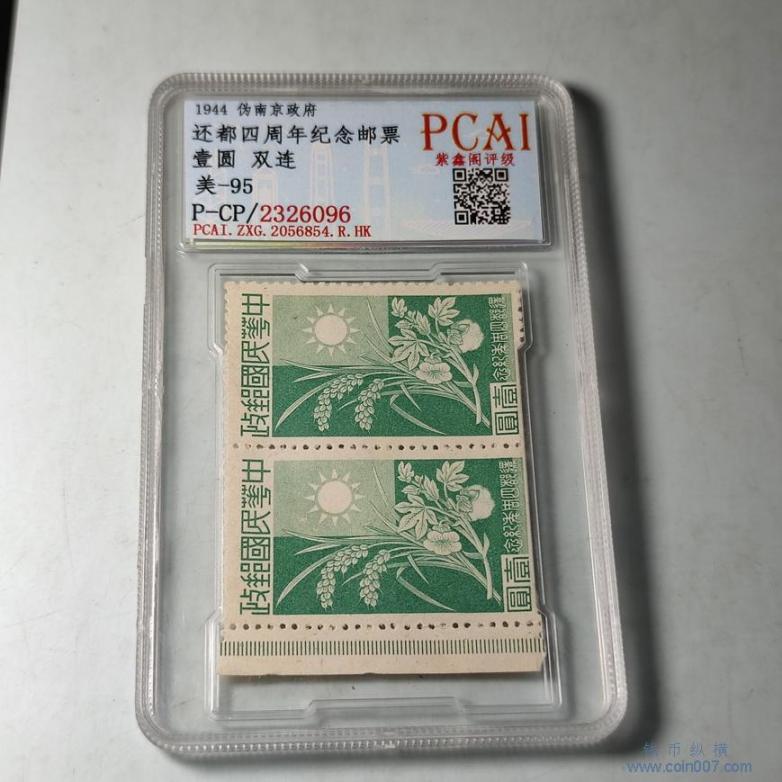 1944 伪南京政府
还都四周年纪念邮票
壹圆 双连
美-95
P-CP/2326096
PCAI.ZXG.2056854.R.HK
PCAI
紫鑫阁评级
中華民國郵政
還都四周年紀念
壹圓
中華民國郵政
還都四周年紀念
壹圓
钱币纵横
www.coin007.com